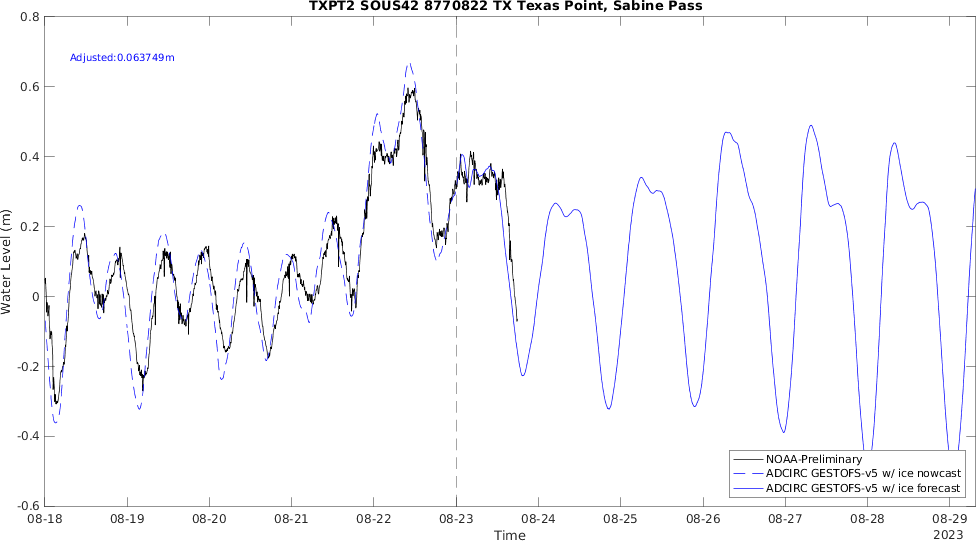 TXPT2 SOUS42 8770822 TX Texas Point, Sabine Pass
0.8
Adjusted:0.063749m
0.6
0.4
0.2
0
-0.2
-0.4
-0.6
Water Level (m)
NOAA-Preliminary
ADCIRC GESTOFS-v5 w/ ice nowcast
ADCIRC GESTOFS-v5 w/ ice forecast
08-18 08-19 08-20 08-21 08-22 08-23 08-24 08-25 08-26 08-27 08-28 08-29
Time
2023